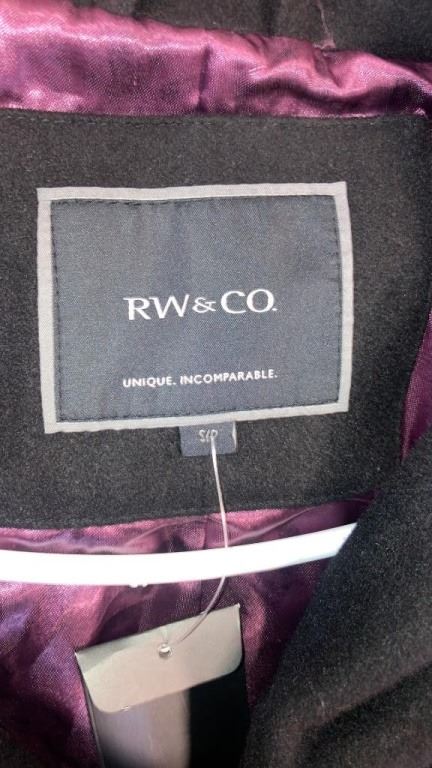 RW&CO.
UNIQUE. INCOMPARABLE.
S/P